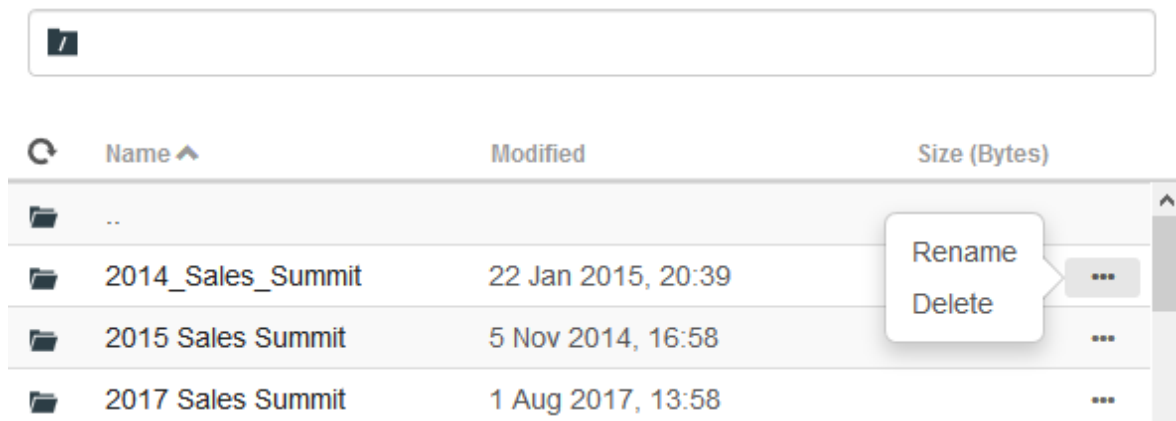 /
Name Modified Size (Bytes)
..
2014_Sales_Summit 22 Jan 2015, 20:39 •••
Rename
Delete
2015 Sales Summit 5 Nov 2014, 16:58 •••
2017 Sales Summit 1 Aug 2017, 13:58 •••